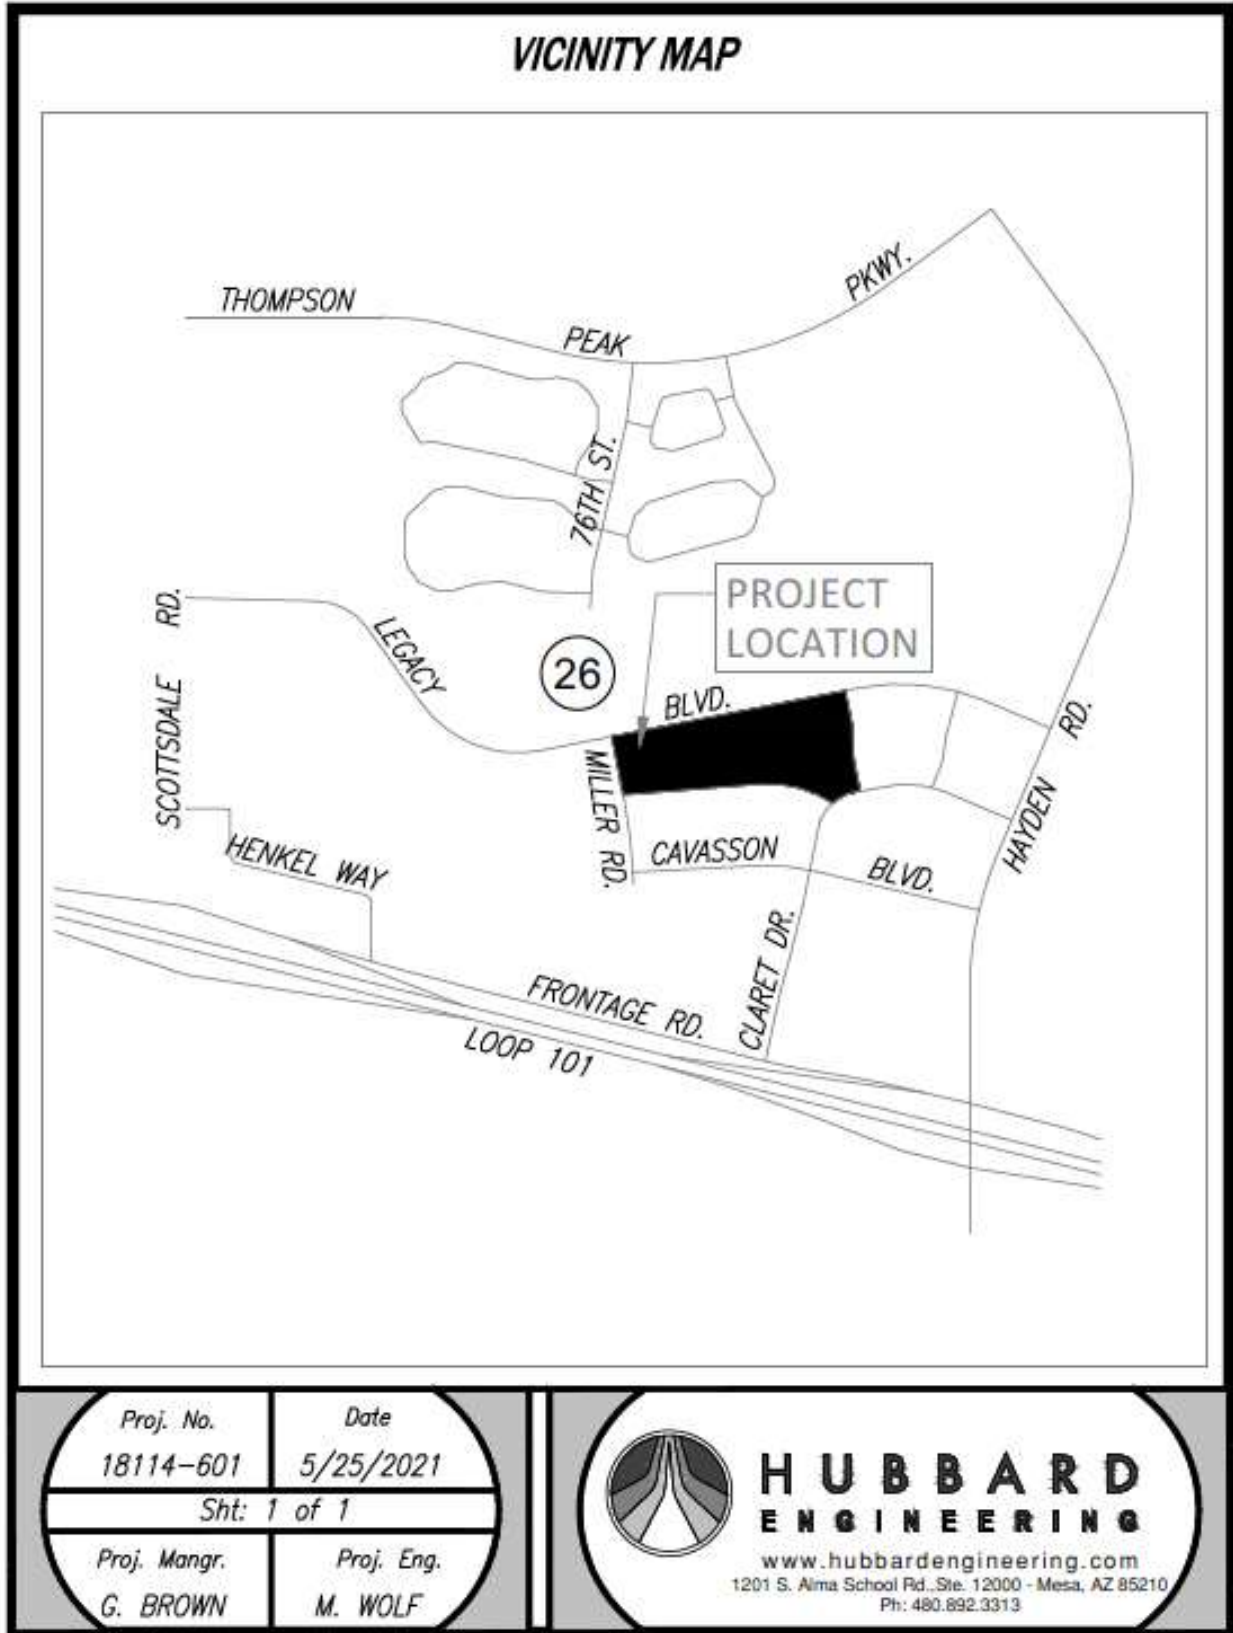 VICINITY MAP
THOMPSON
PEAK
PKWY.
76TH ST.
PROJECT
LOCATION
SCOTTSDALE RD.
LEGACY
26
BLVD.
MILLER RD.
HAYDEN RD.
HENKEL WAY
CAVASSON
BLVD.
CLARET DR.
FRONTAGE RD.
LOOP 101
Proj. No.
18114-601
Date
5/25/2021
Sht: 1 of 1
Proj. Mangr.
G. BROWN
Proj. Eng.
M. WOLF
HUBBARD
ENGINEERING
www.hubbardengineering.com
1201 S. Alma School Rd..Ste. 12000 - Mesa, AZ 85210
Ph: 480.892.3313